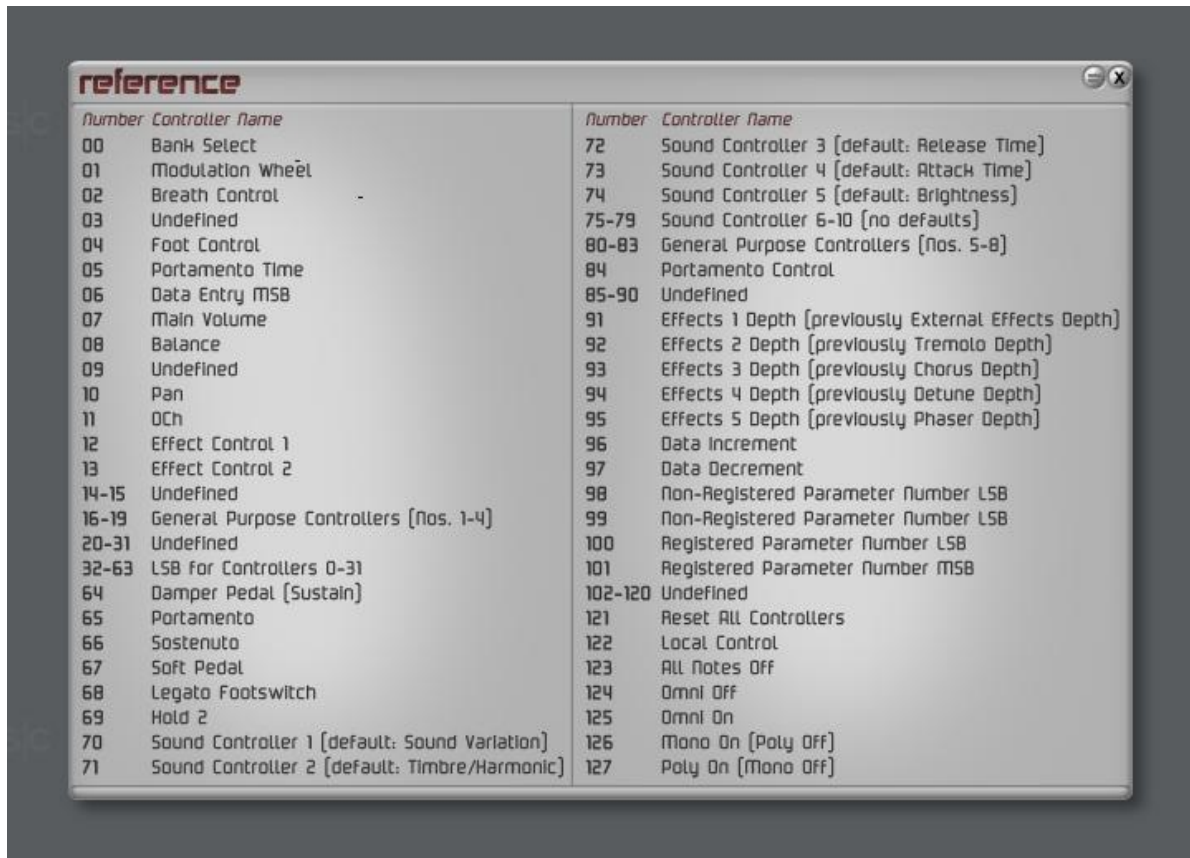 reference
Number Controller Name
00 Bank Select
01 Modulation Wheel
02 Breath Control
03 Undefined
04 Foot Control
05 Portamento Time
06 Data Entry MSB
07 Main Volume
08 Balance
09 Undefined
10 Pan
11 OCh
12 Effect Control 1
13 Effect Control 2
14-15 Undefined
16-19 General Purpose Controllers (Nos. 1-4)
20-31 Undefined
32-63 LSB for Controllers 0-31
64 Damper Pedal (Sustain)
65 Portamento
66 Sostenuto
67 Soft Pedal
68 Legato Footswitch
69 Hold 2
70 Sound Controller 1 (default: Sound Variation)
71 Sound Controller 2 (default: Timbre/Harmonic)
Number Controller Name
72 Sound Controller 3 (default: Release Time)
73 Sound Controller 4 (default: Attack Time)
74 Sound Controller 5 (default: Brightness)
75-79 Sound Controller 6-10 (no defaults)
80-83 General Purpose Controllers (Nos. 5-8)
84 Portamento Control
85-90 Undefined
91 Effects 1 Depth (previously External Effects Depth)
92 Effects 2 Depth (previously Tremolo Depth)
93 Effects 3 Depth (previously Chorus Depth)
94 Effects 4 Depth (previously Detune Depth)
95 Effects 5 Depth (previously Phaser Depth)
96 Data Increment
97 Data Decrement
98 Non-Registered Parameter Number LSB
99 Non-Registered Parameter Number LSB
100 Registered Parameter Number LSB
101 Registered Parameter Number MSB
102-120 Undefined
121 Reset All Controllers
122 Local Control
123 All Notes Off
124 Omni Off
125 Omni On
126 Mono On (Poly Off)
127 Poly On (Mono Off)